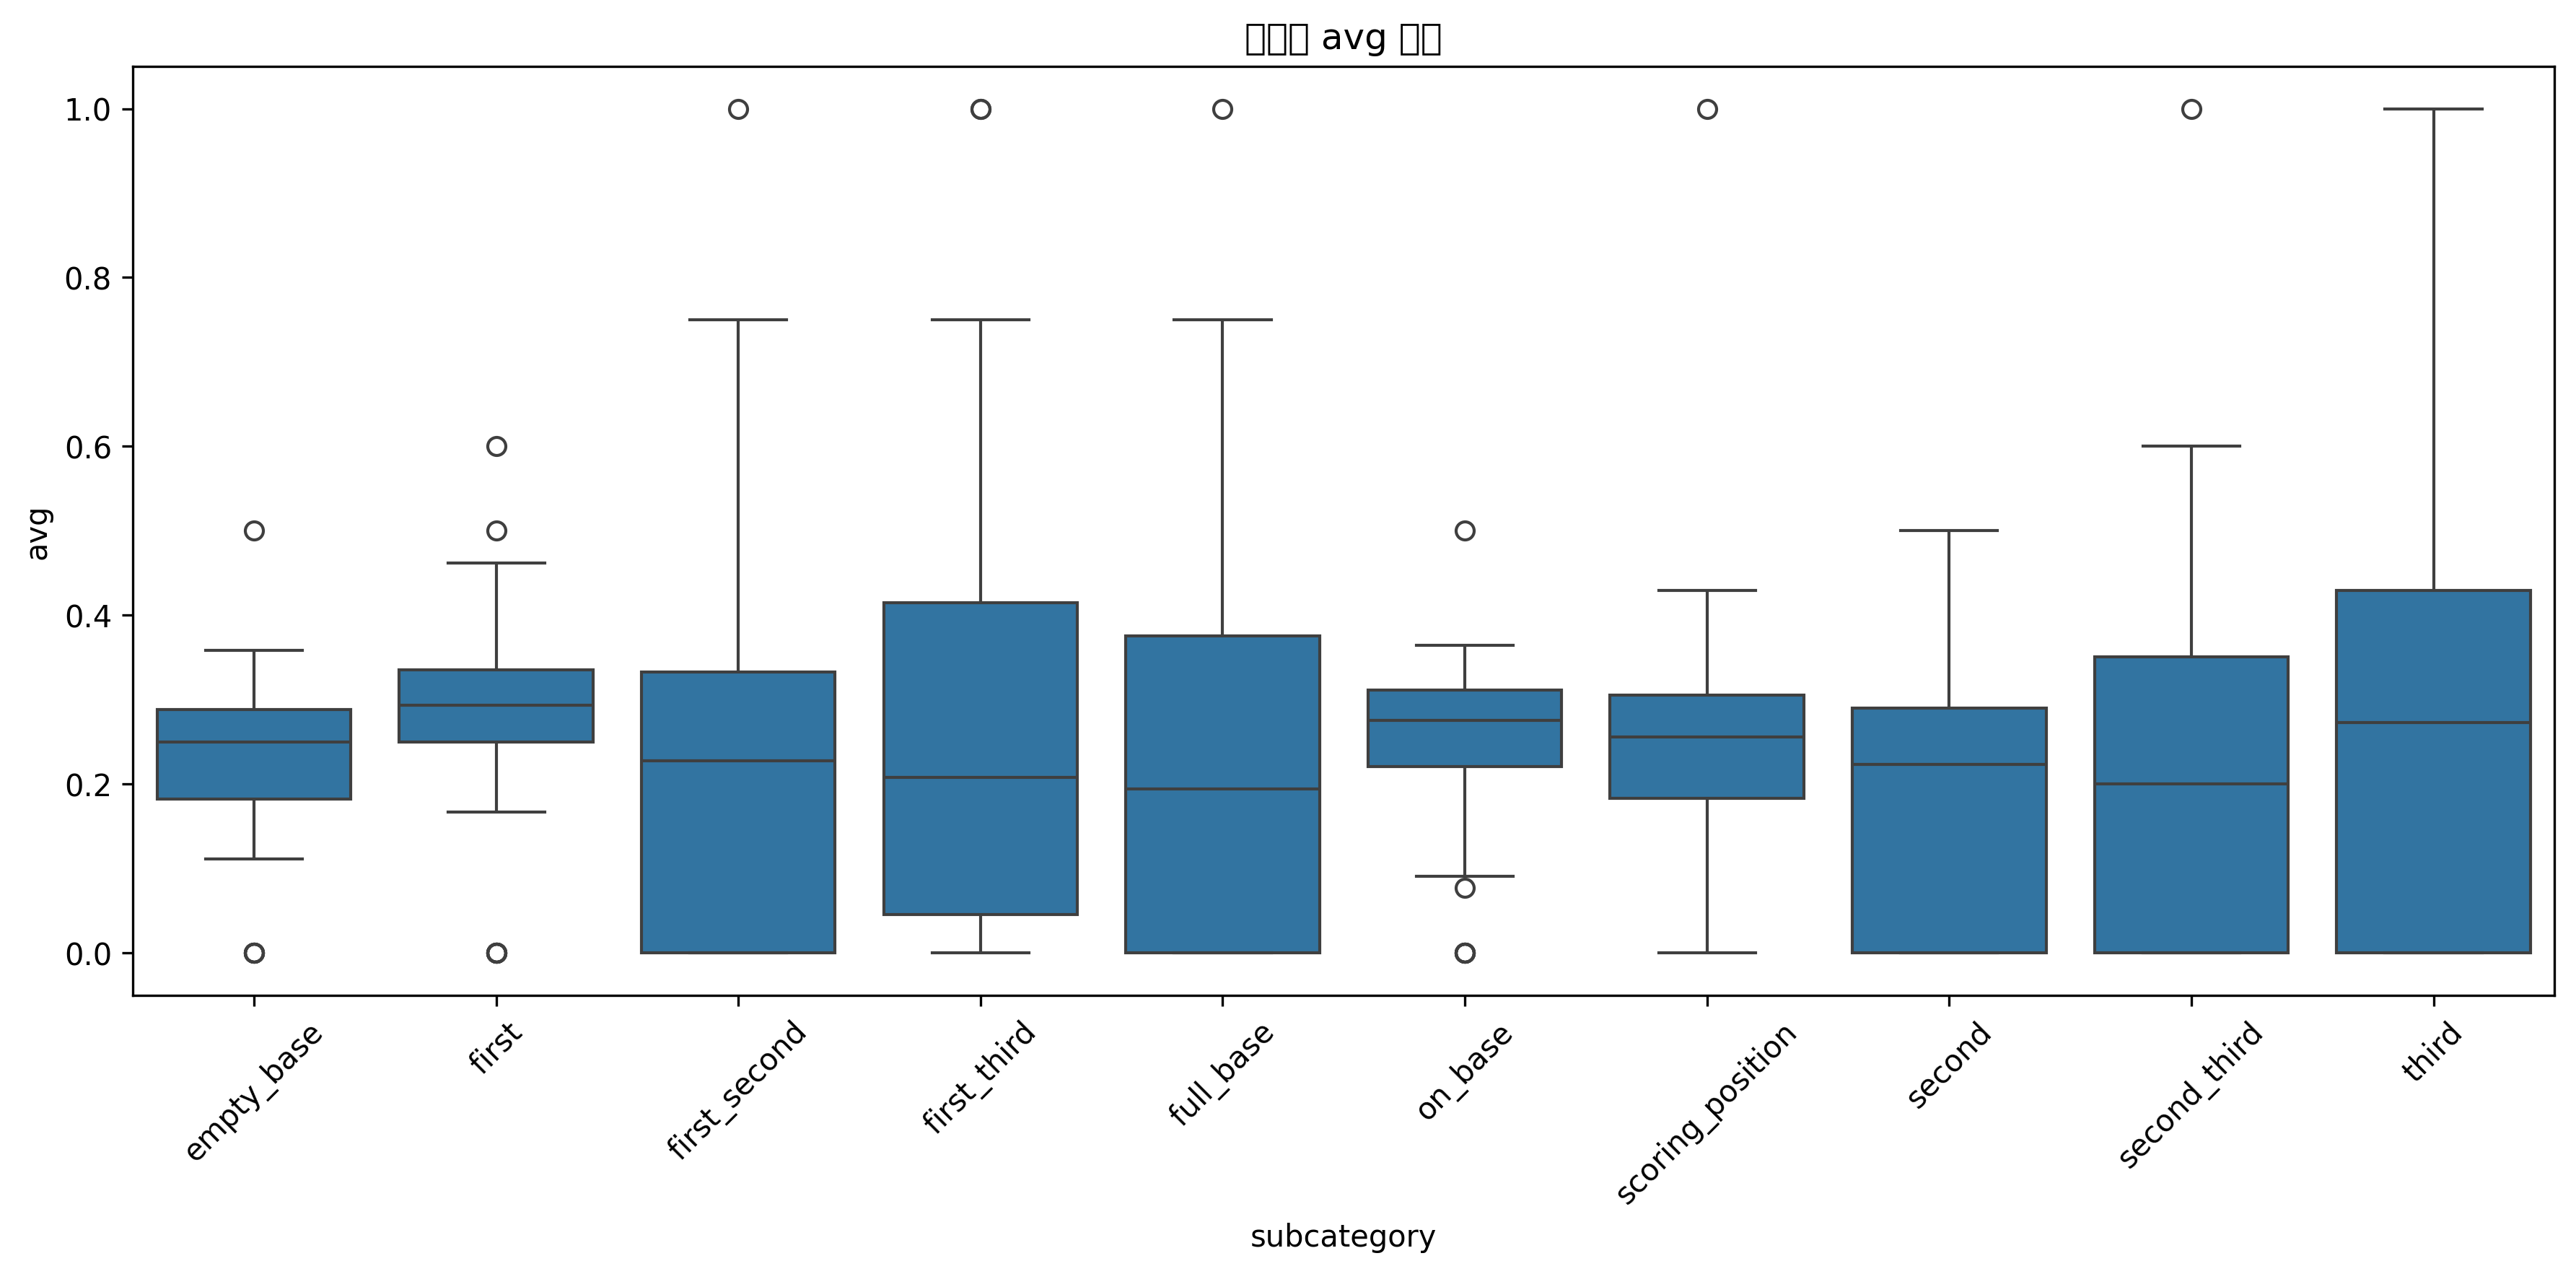 avg
1.0
0.8
0.6
0.4
0.2
0.0
avg
empty_base
first
first_second
first_third
full_base
on_base
scoring_position
second
second_third
third
subcategory